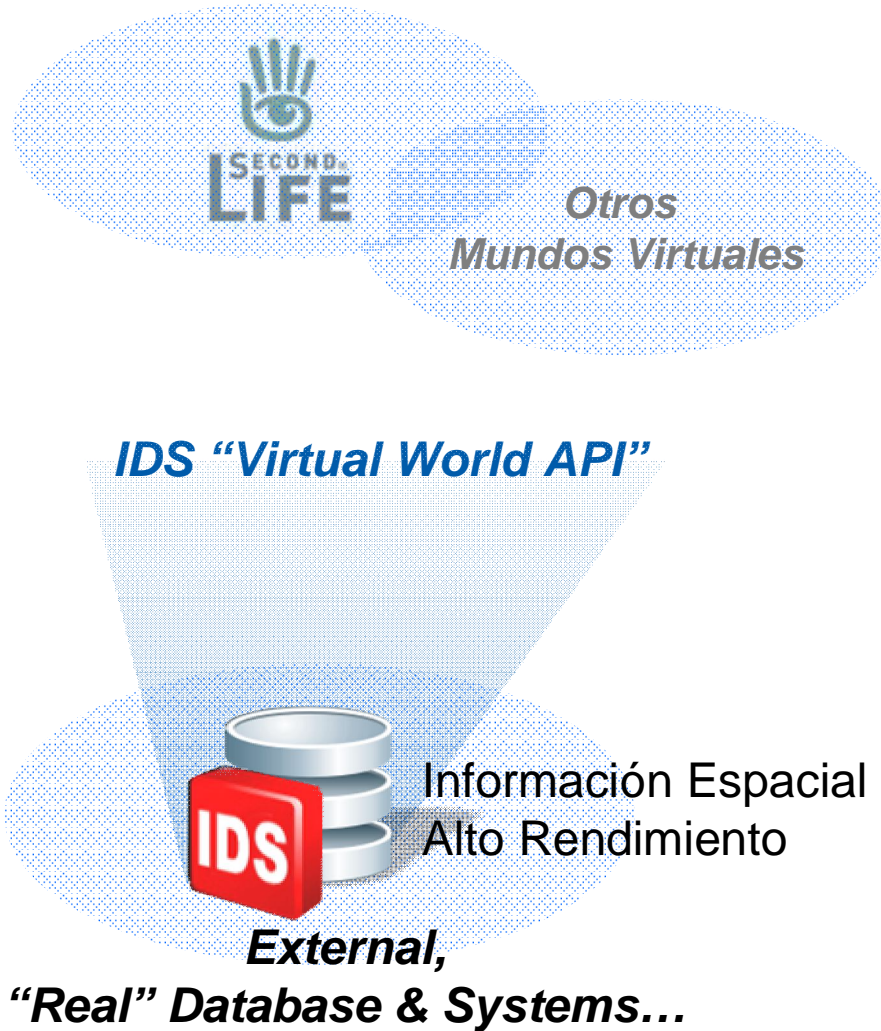 SECOND
LIFE
Otros
Mundos Virtuales
IDS “Virtual World API”
Información Espacial
Alto Rendimiento
IDS
External,
“Real” Database & Systems…